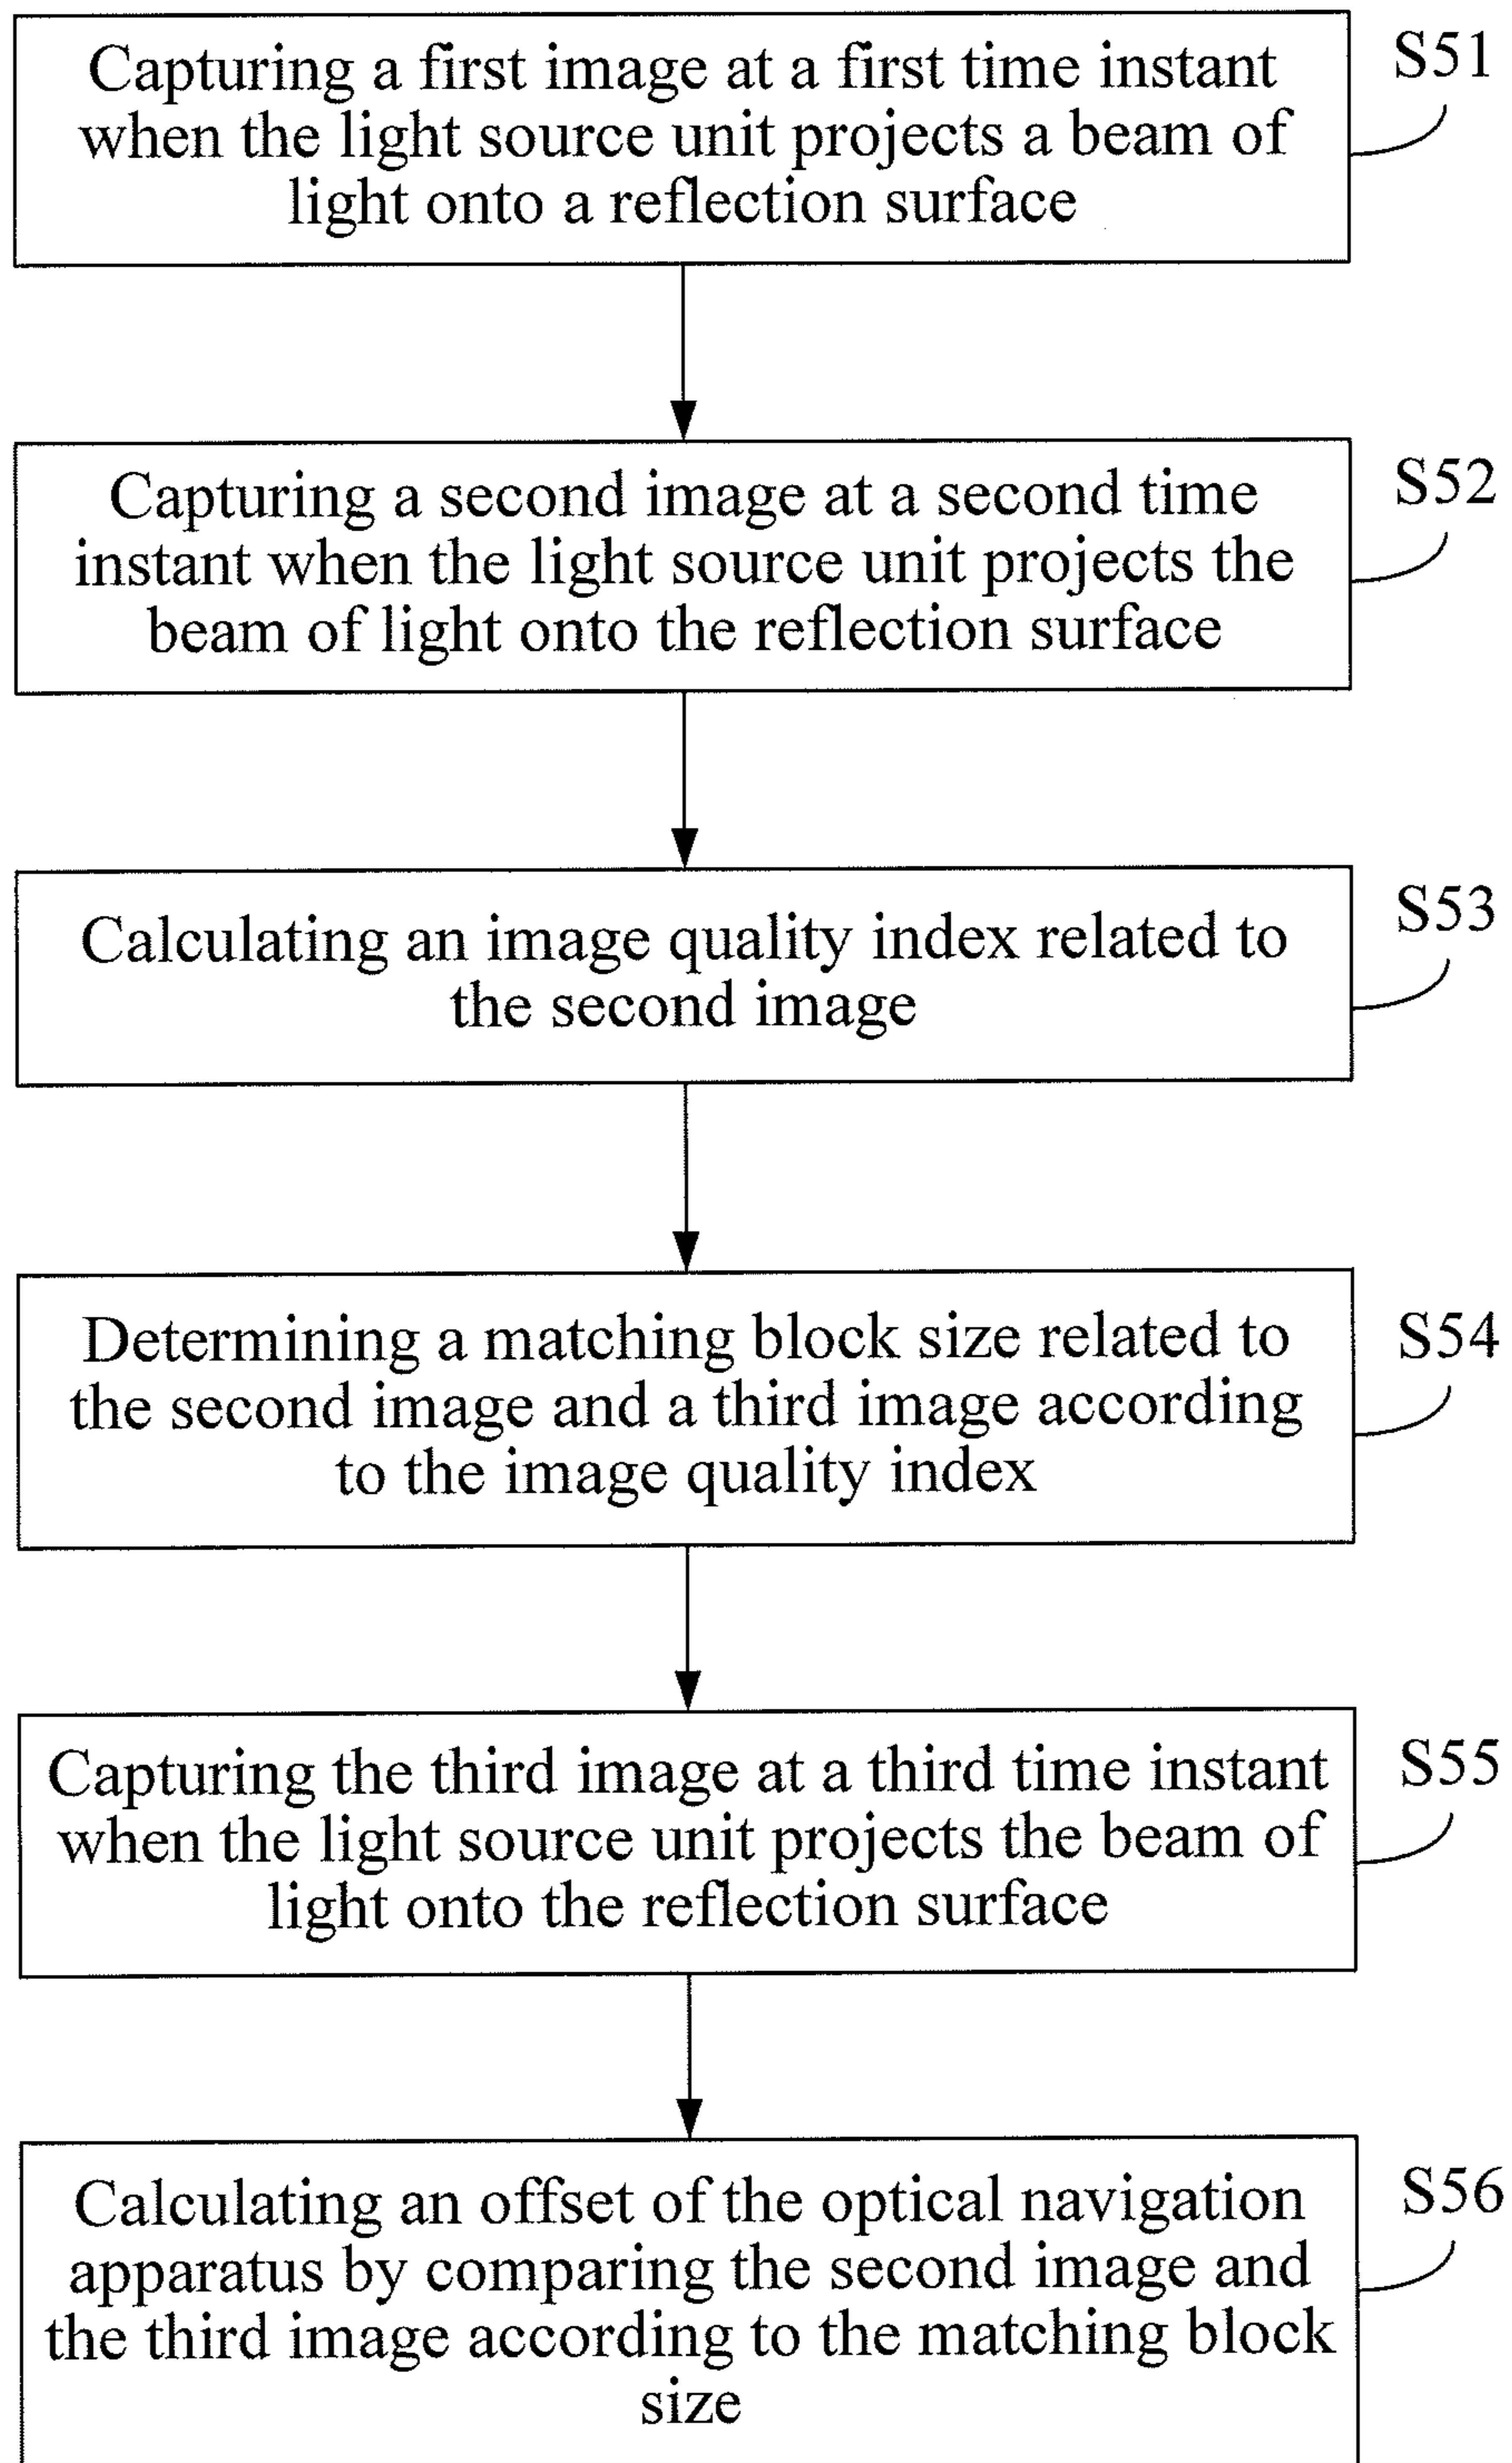 Capturing a first image at a first time instant
when the light source unit projects a beam of
light onto a reflection surface
S51
Capturing a second image at a second time
instant when the light source unit projects the
beam of light onto the reflection surface
S52
Calculating an image quality index related to
the second image
S53
Determining a matching block size related to
the second image and a third image according
to the image quality index
S54
Capturing the third image at a third time instant
when the light source unit projects the beam of
light onto the reflection surface
S55
Calculating an offset of the optical navigation
apparatus by comparing the second image and
the third image according to the matching block
size
S56